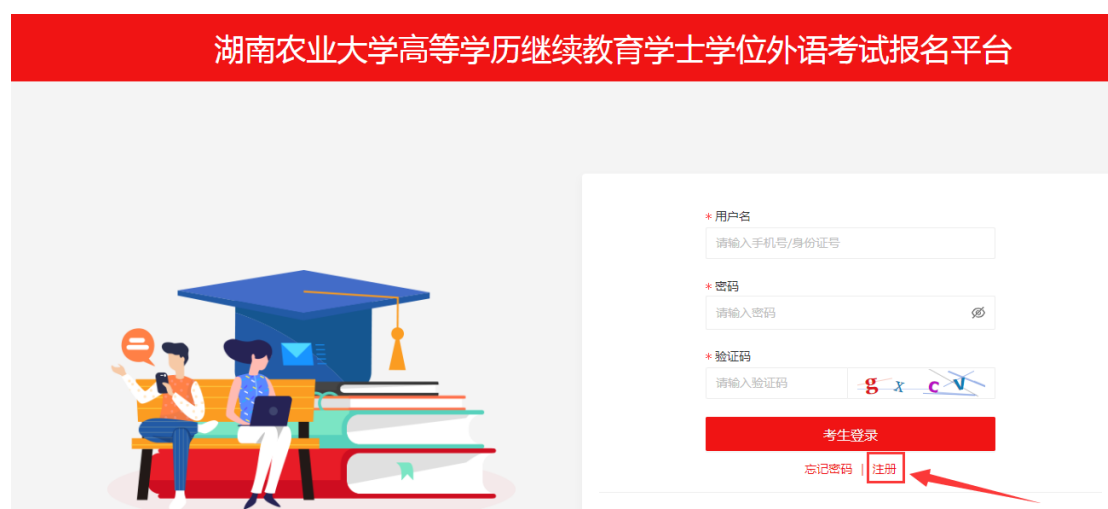 湖南农业大学高等学历继续教育学士学位外语考试报名平台
* 用户名
请输入手机号/身份证号
* 密码
请输入密码
* 验证码
请输入验证码 g x c V
考生登录
忘记密码 | 注册